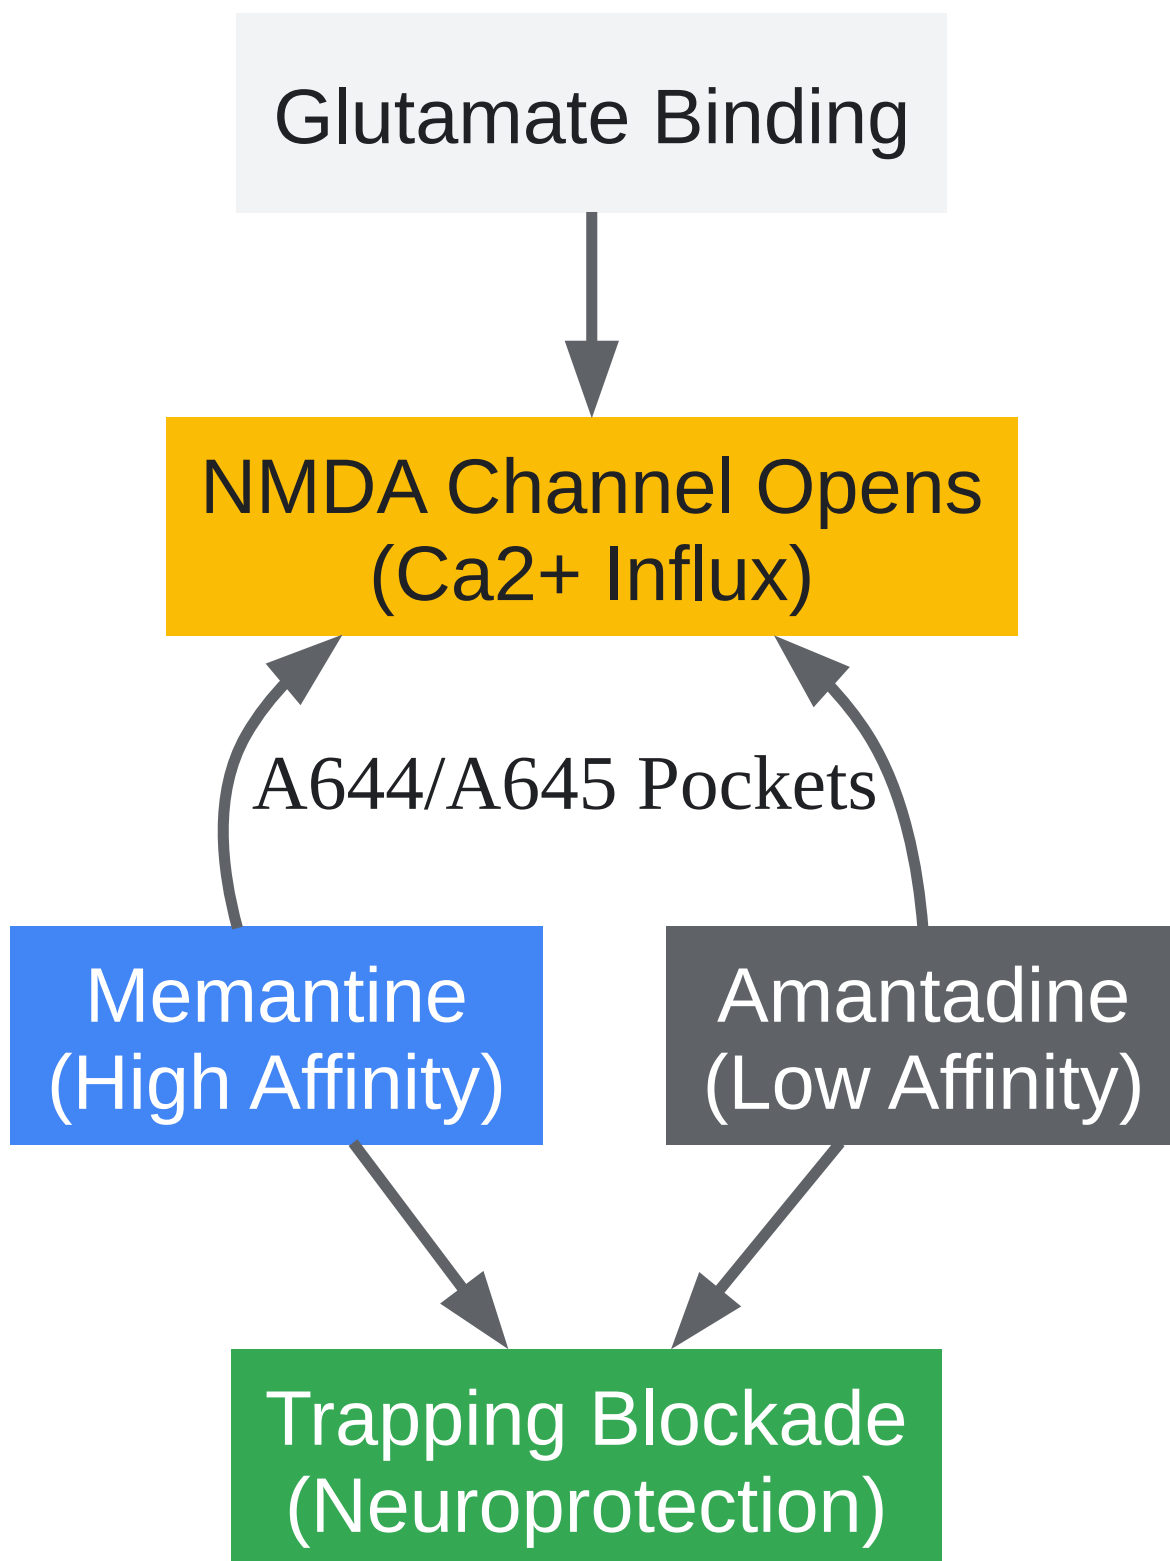 Glutamate Binding
NMDA Channel Opens
(Ca2+ Influx)
A644/A645 Pockets
Memantine
(High Affinity)
Amantadine
(Low Affinity)
Trapping Blockade
(Neuroprotection)